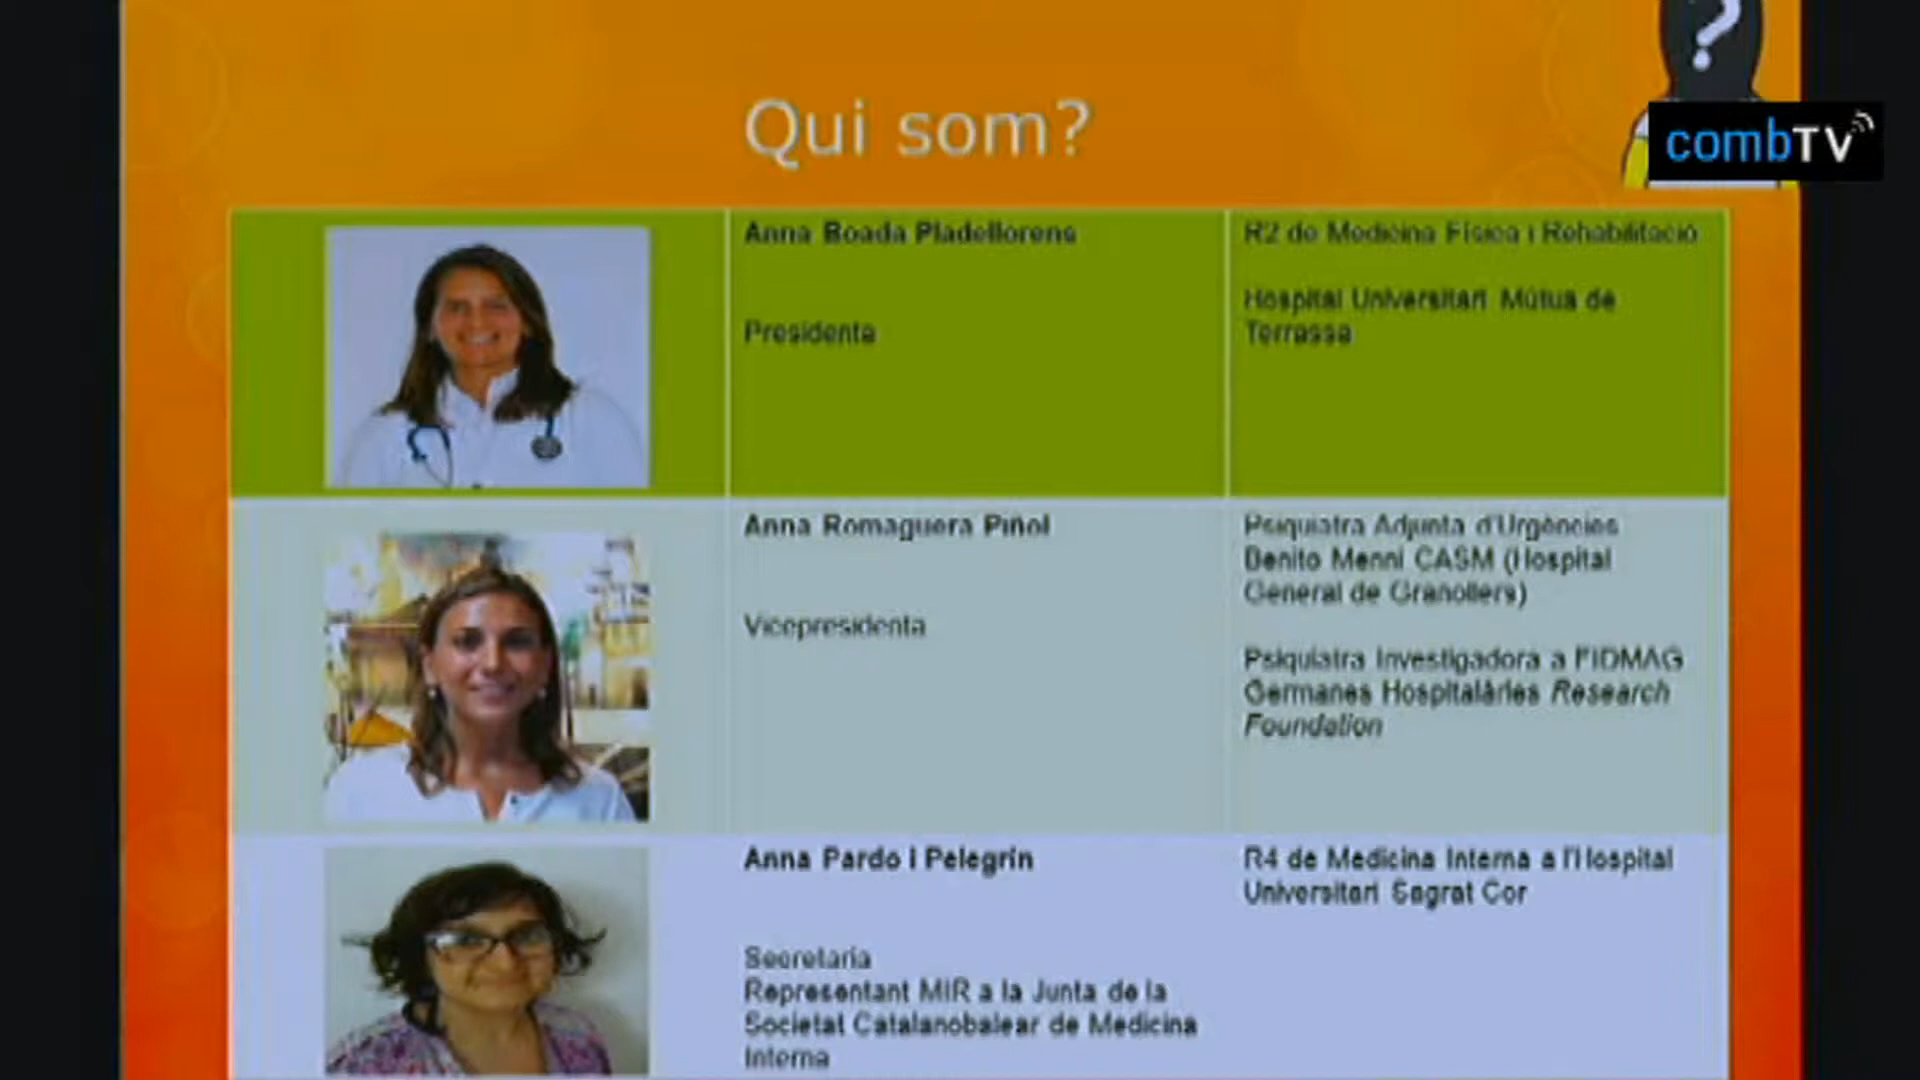 ?
combTV
Qui som?
Anna Boada Pladellorens
Presidenta
R2 de Medicina Física i Rehabilitació
Hospital Universitari Mútua de
Terrassa
Anna Romaguera Piñol
Vicepresidenta
Psiquiatra Adjunta d'Urgències
Benito Menni CASM (Hospital
General de Granollers)
Psiquiatra Investigadora a FIDMAG
Germanes Hospitalàries Research
Foundation
Anna Pardo i Pelegrín
Secretaria
Representant MIR a la Junta de la
Societat Catalanobalear de Medicina
Interna
R4 de Medicina Interna a l'Hospital
Universitari Sagrat Cor